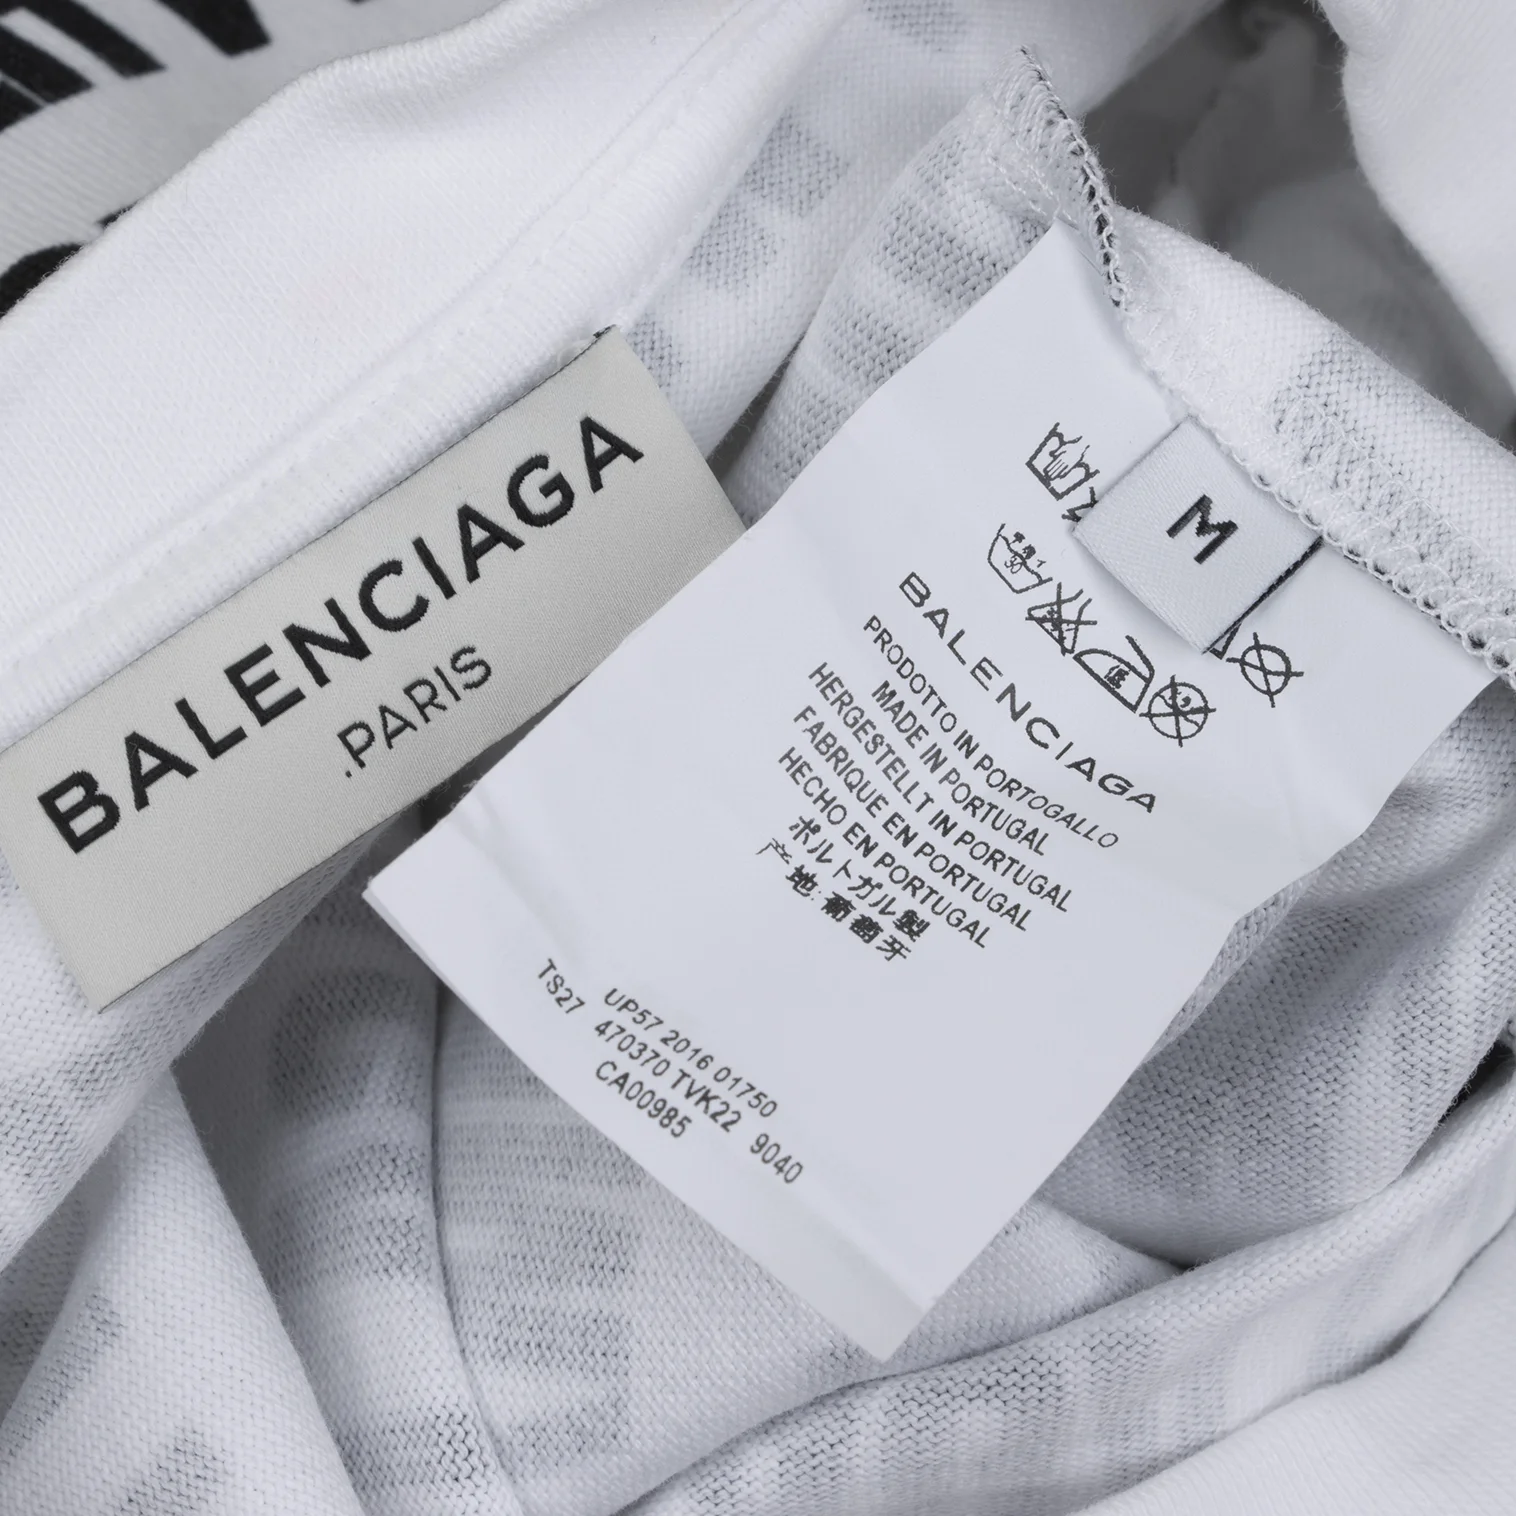 BALENCIAGA
.PARIS
M
30
BALENCIAGA
PRODOTTO IN PORTOGALLO
MADE IN PORTUGAL
HERGESTELLT IN PORTUGAL
FABRIQUE EN PORTUGAL
HECHO EN PORTUGAL
ポルトガル製
产地:葡萄牙
UP57 2016 01750
TS27 470370 TVK22 9040
CA00985